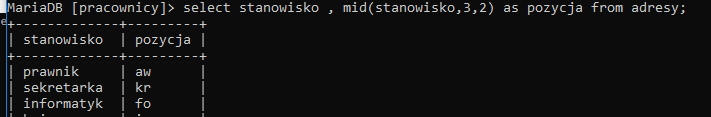 MariaDB [pracownicy]> select stanowisko , mid(stanowisko,3,2) as pozycja from adresy;
+-------------+---------+
| stanowisko | pozycja |
+-------------+---------+
| prawnik | aw |
| sekretarka | kr |
| informatyk | fo |